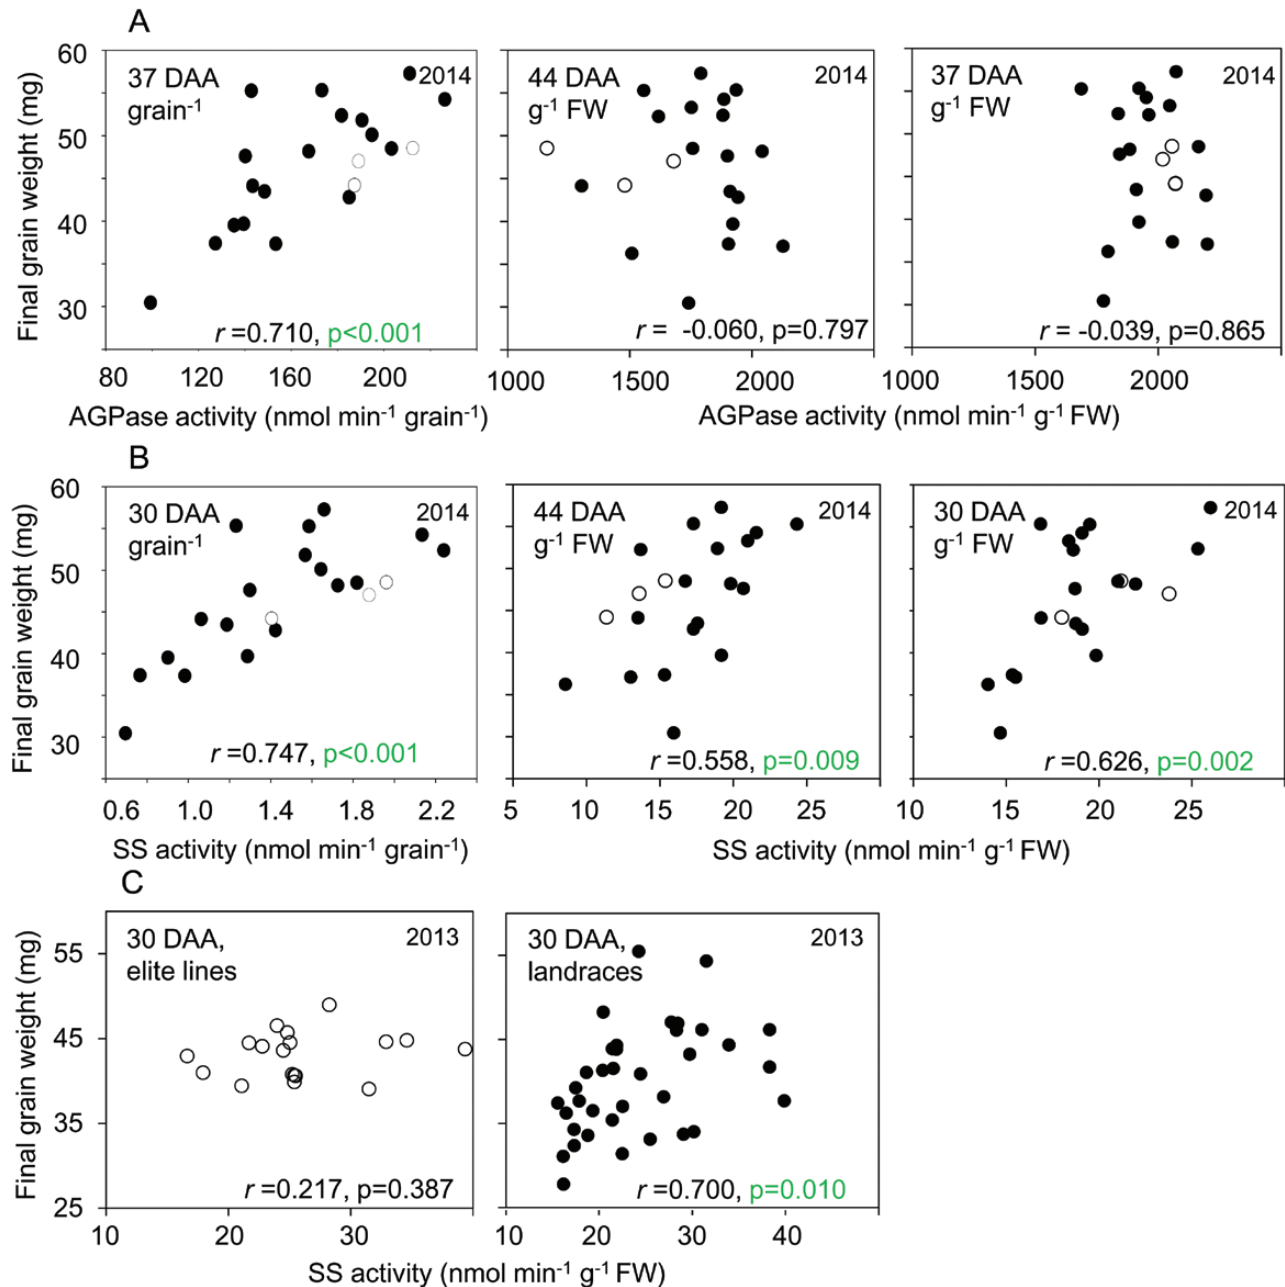 A
Final grain weight (mg)
60
50
40
30
37 DAA
grain⁻¹
2014
r =0.710, p<0.001
80
120
160
200
AGPase activity (nmol min⁻¹ grain⁻¹)
44 DAA
g⁻¹ FW
2014
r = -0.060, p=0.797
1000
1500
2000
37 DAA
g⁻¹ FW
2014
r = -0.039, p=0.865
1000
1500
2000
AGPase activity (nmol min⁻¹ g⁻¹ FW)
B
Final grain weight (mg)
60
50
40
30
30 DAA
grain⁻¹
2014
r =0.747, p<0.001
0.6
1.0
1.4
1.8
2.2
SS activity (nmol min⁻¹ grain⁻¹)
44 DAA
g⁻¹ FW
2014
r =0.558, p=0.009
5
10
15
20
25
30 DAA
g⁻¹ FW
2014
r =0.626, p=0.002
10
15
20
25
SS activity (nmol min⁻¹ g⁻¹ FW)
C
Final grain weight (mg)
55
45
35
25
30 DAA,
elite lines
2013
r =0.217, p=0.387
10
20
30
30 DAA,
landraces
2013
r =0.700, p=0.010
10
20
30
40
SS activity (nmol min⁻¹ g⁻¹ FW)